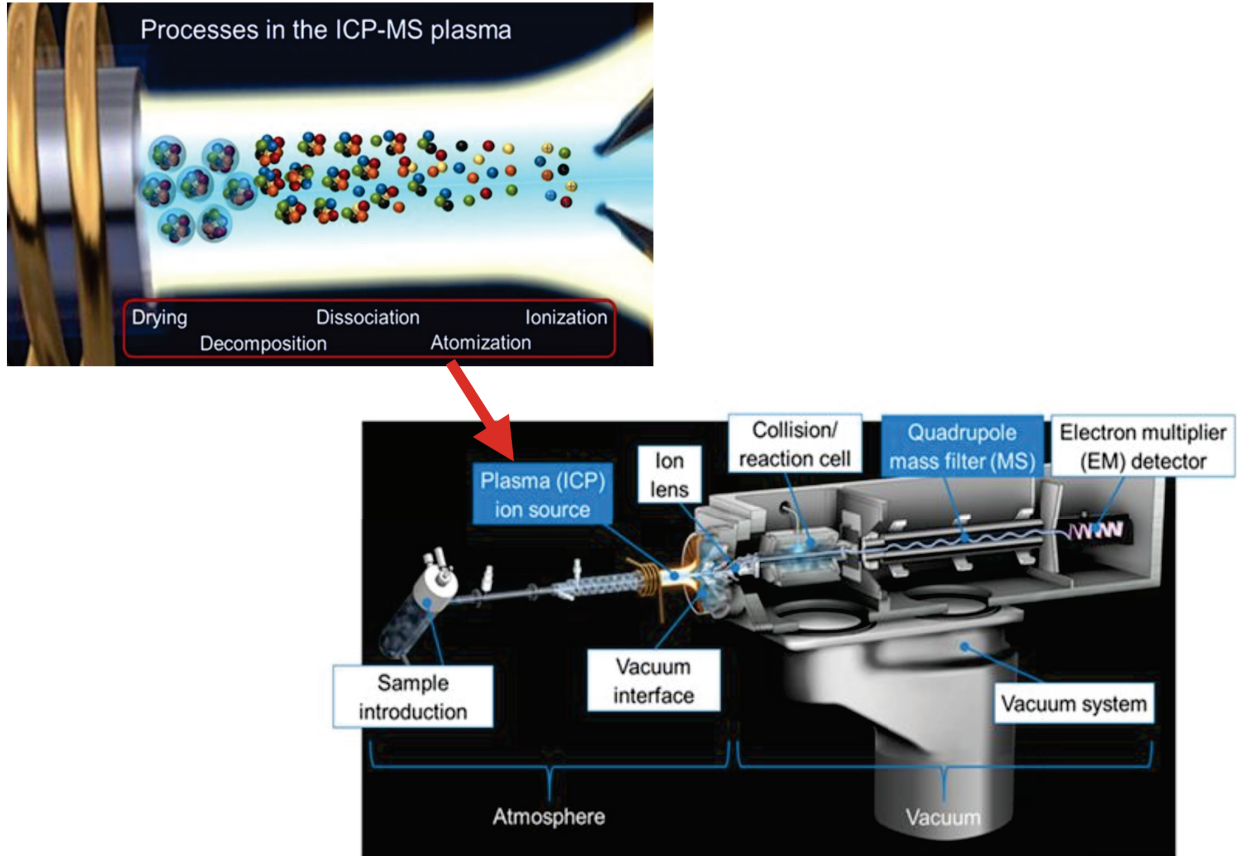 Processes in the ICP-MS plasma
Drying
Decomposition
Dissociation
Atomization
Ionization
Plasma (ICP)
ion source
Ion
lens
Collision/
reaction cell
Quadrupole
mass filter (MS)
Electron multiplier
(EM) detector
Sample
introduction
Vacuum
interface
Vacuum system
Atmosphere
Vacuum